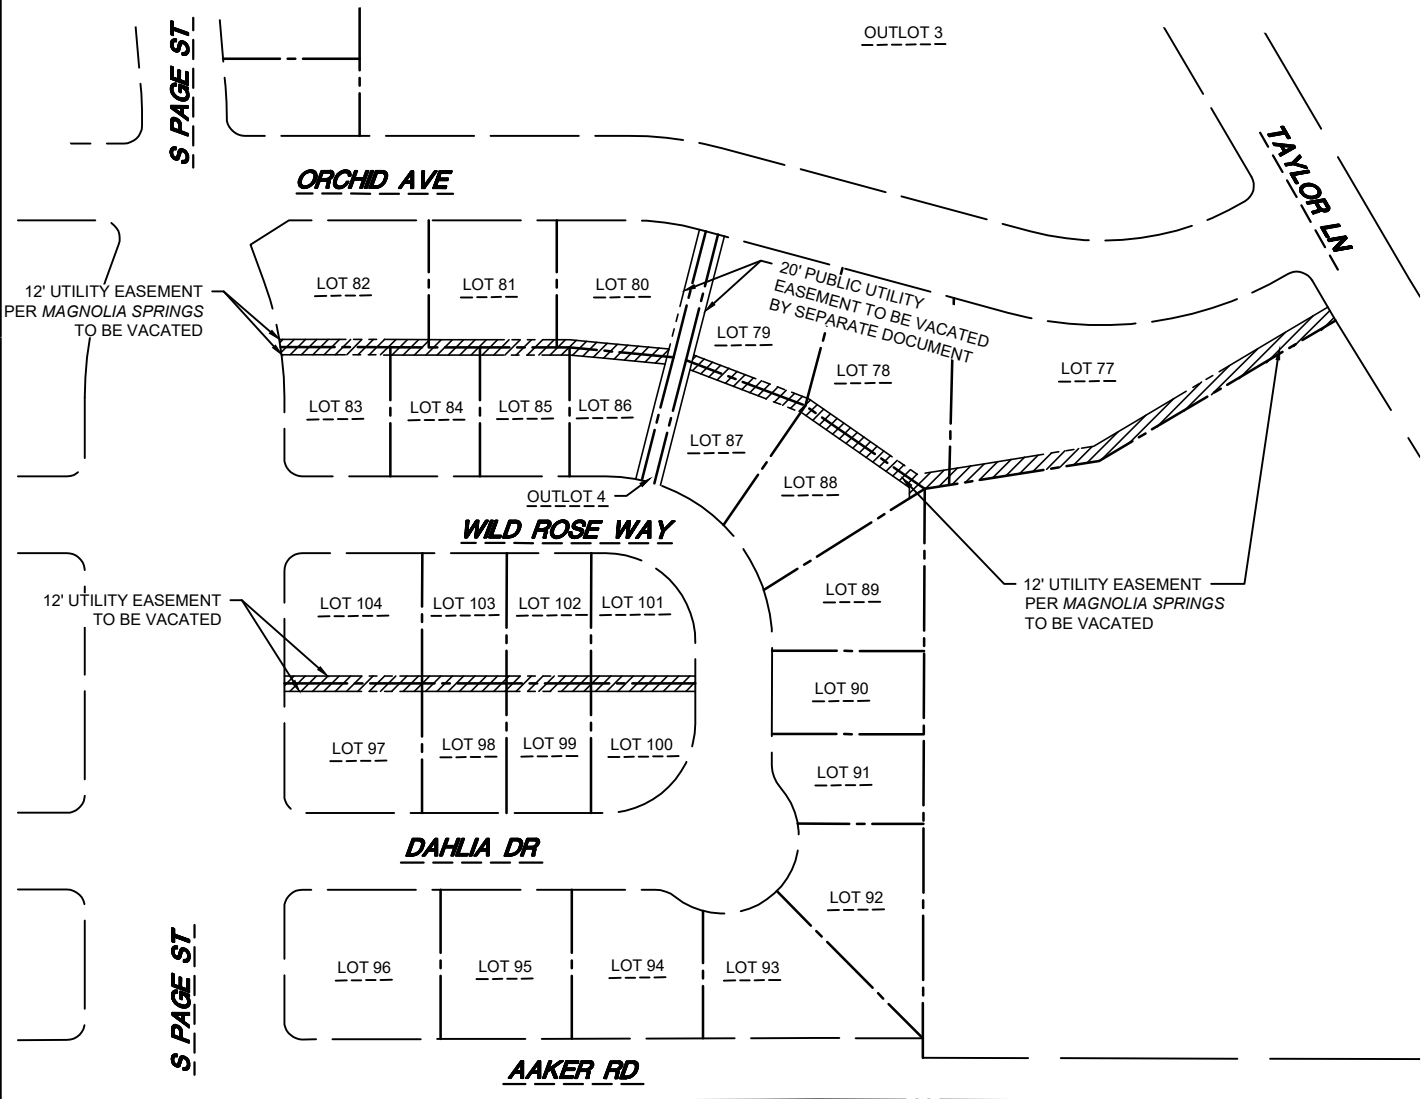 OUTLOT 3
S PAGE ST
TAYLOR LN
ORCHID AVE
12' UTILITY EASEMENT
PER MAGNOLIA SPRINGS
TO BE VACATED
LOT 82
LOT 81
LOT 80
20' PUBLIC UTILITY
EASEMENT TO BE VACATED
BY SEPARATE DOCUMENT
LOT 79
LOT 78
LOT 77
LOT 83
LOT 84
LOT 85
LOT 86
LOT 87
LOT 88
OUTLOT 4
WILD ROSE WAY
12' UTILITY EASEMENT
TO BE VACATED
LOT 104
LOT 103
LOT 102
LOT 101
LOT 89
12' UTILITY EASEMENT
PER MAGNOLIA SPRINGS
TO BE VACATED
LOT 90
LOT 97
LOT 98
LOT 99
LOT 100
LOT 91
DAHLIA DR
LOT 92
S PAGE ST
LOT 96
LOT 95
LOT 94
LOT 93
AAKER RD